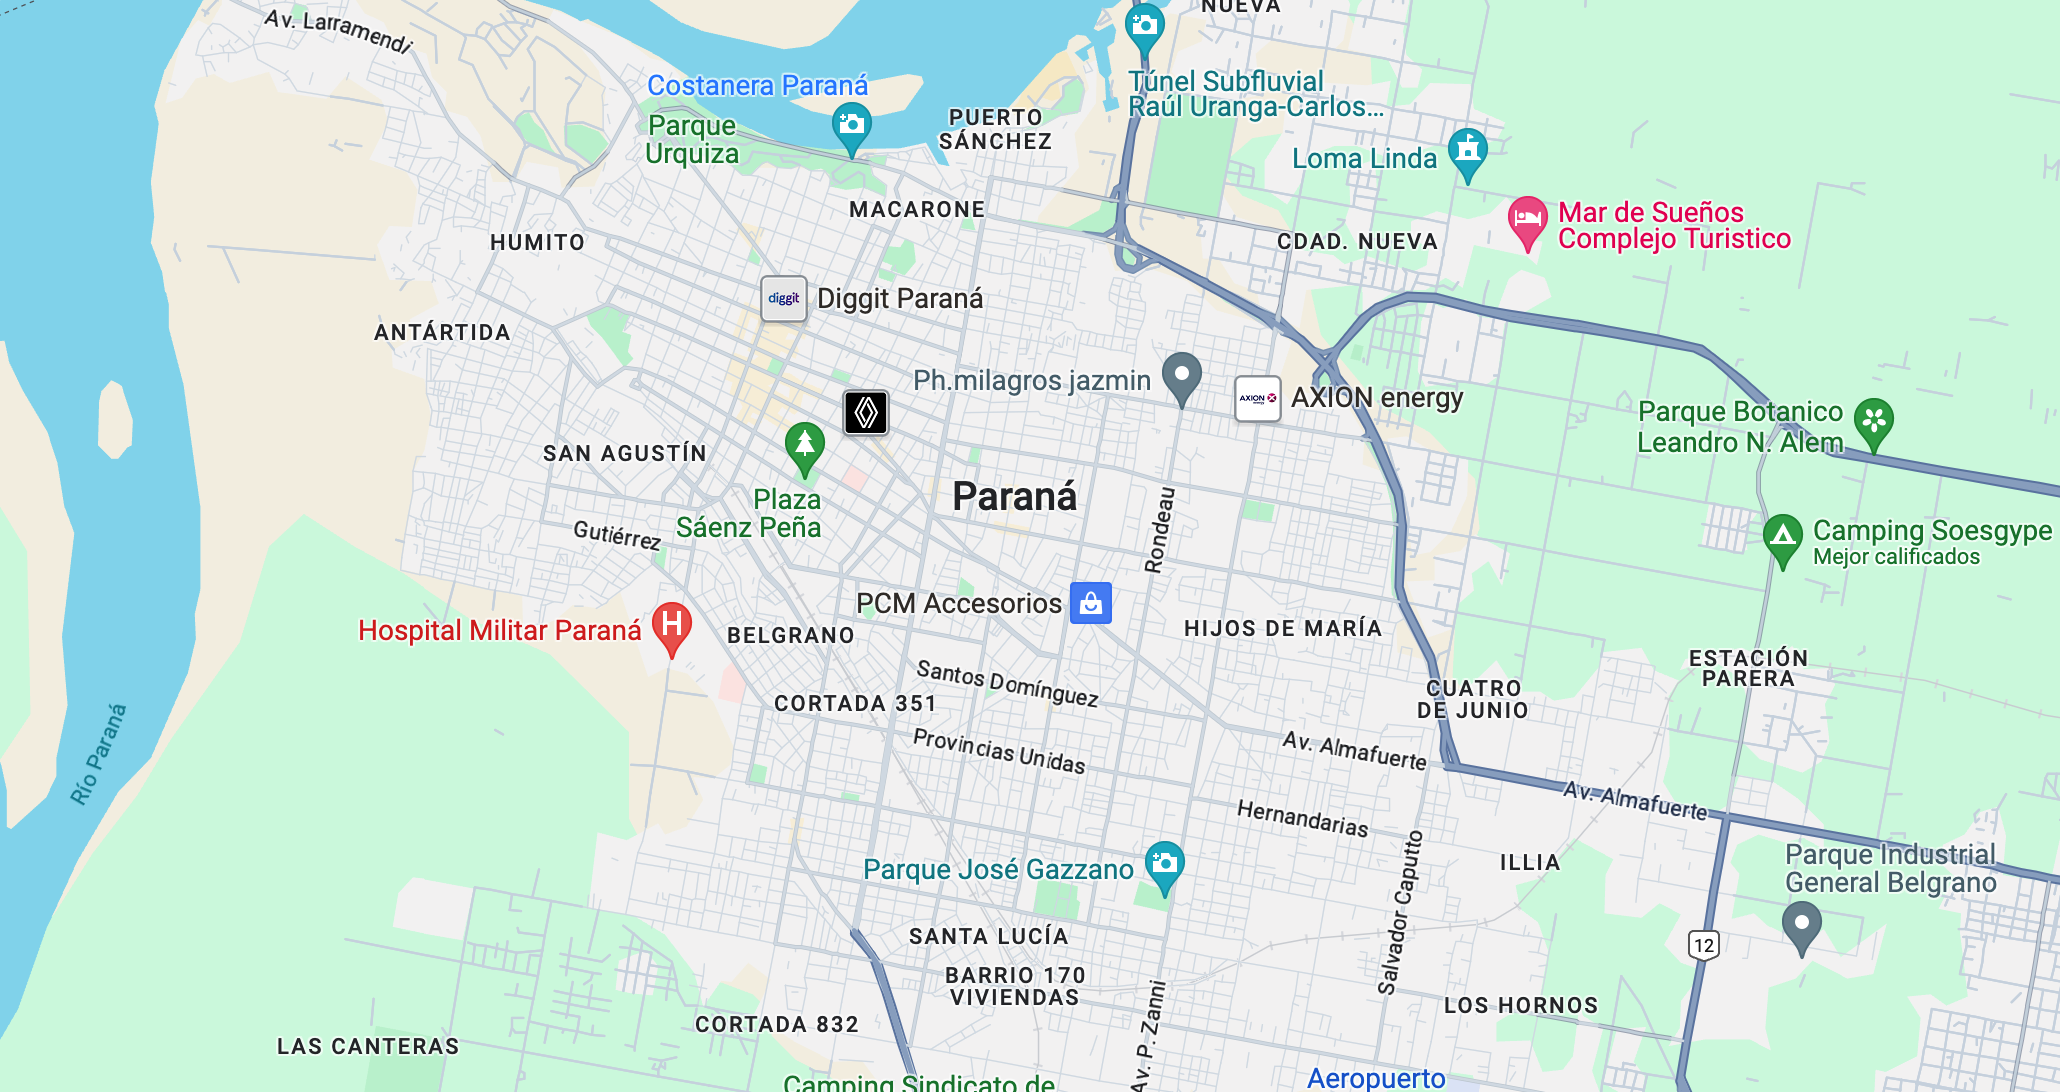 NUEVA
Av. Larramendi
Túnel Subfluvial
Raúl Uranga-Carlos...
Costanera Paraná
Parque
Urquiza
PUERTO
SÁNCHEZ
Loma Linda
MACARONE
Mar de Sueños
Complejo Turistico
HUMITO
CDAD. NUEVA
diggit
Diggit Paraná
ANTÁRTIDA
Ph.milagros jazmin
AXION
energy
AXION energy
Parque Botanico
Leandro N. Alem
SAN AGUSTÍN
Plaza
Sáenz Peña
Paraná
Gutiérrez
Rondeau
Camping Soesgype
Mejor calificados
PCM Accesorios
Hospital Militar Paraná
H
BELGRANO
HIJOS DE MARÍA
ESTACIÓN
PARERA
Santos Domínguez
CUATRO
DE JUNIO
CORTADA 351
Río Paraná
Provincias Unidas
Av. Almafuerte
Av. Almafuerte
Hernandarias
Parque José Gazzano
Salvador Caputto
ILLIA
Parque Industrial
General Belgrano
SANTA LUCÍA
12
BARRIO 170
VIVIENDAS
LOS HORNOS
CORTADA 832
Av. P. Zanni
LAS CANTERAS
Camping Sindicato de
Aeropuerto